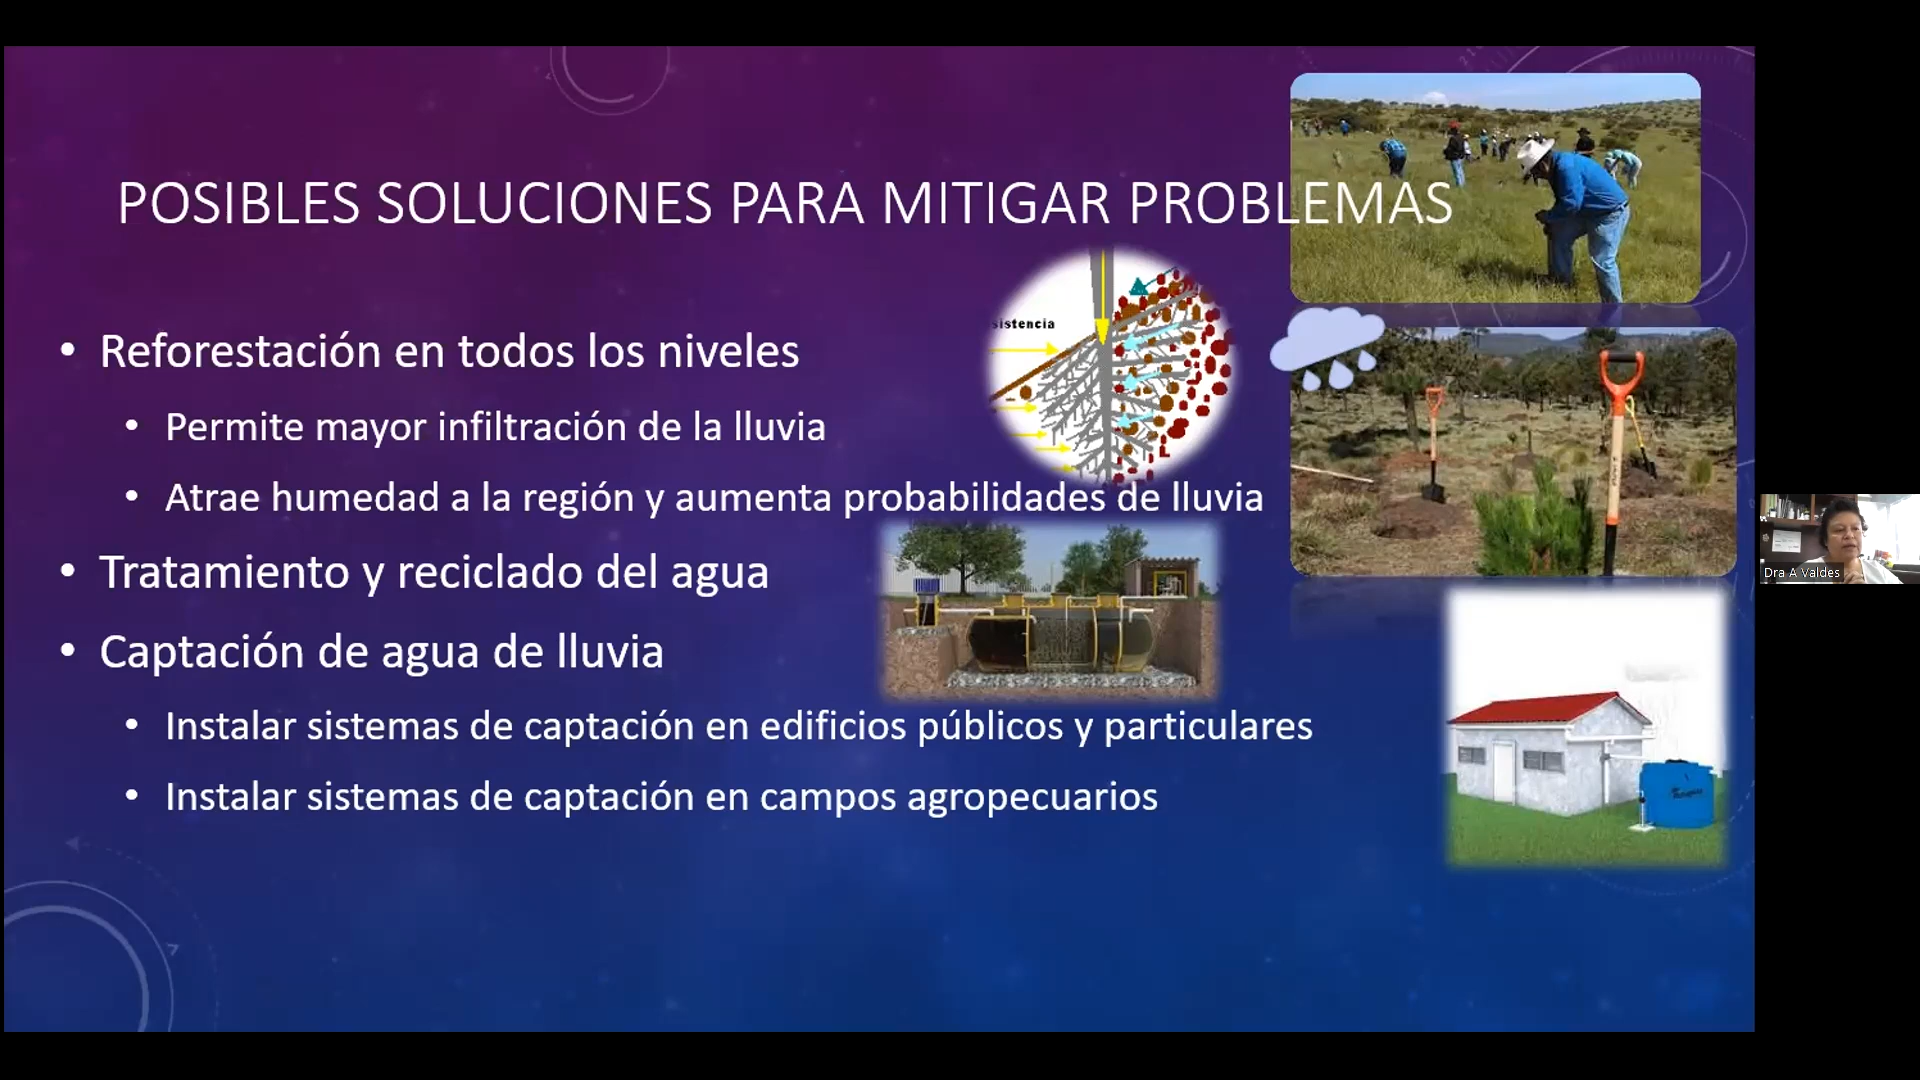 POSIBLES SOLUCIONES PARA MITIGAR PROBLEMAS
sistencia
• Reforestación en todos los niveles
• Permite mayor infiltración de la lluvia
• Atrae humedad a la región y aumenta probabilidades de lluvia
• Tratamiento y reciclado del agua
• Captación de agua de lluvia
• Instalar sistemas de captación en edificios públicos y particulares
• Instalar sistemas de captación en campos agropecuarios
Dra A Valdes